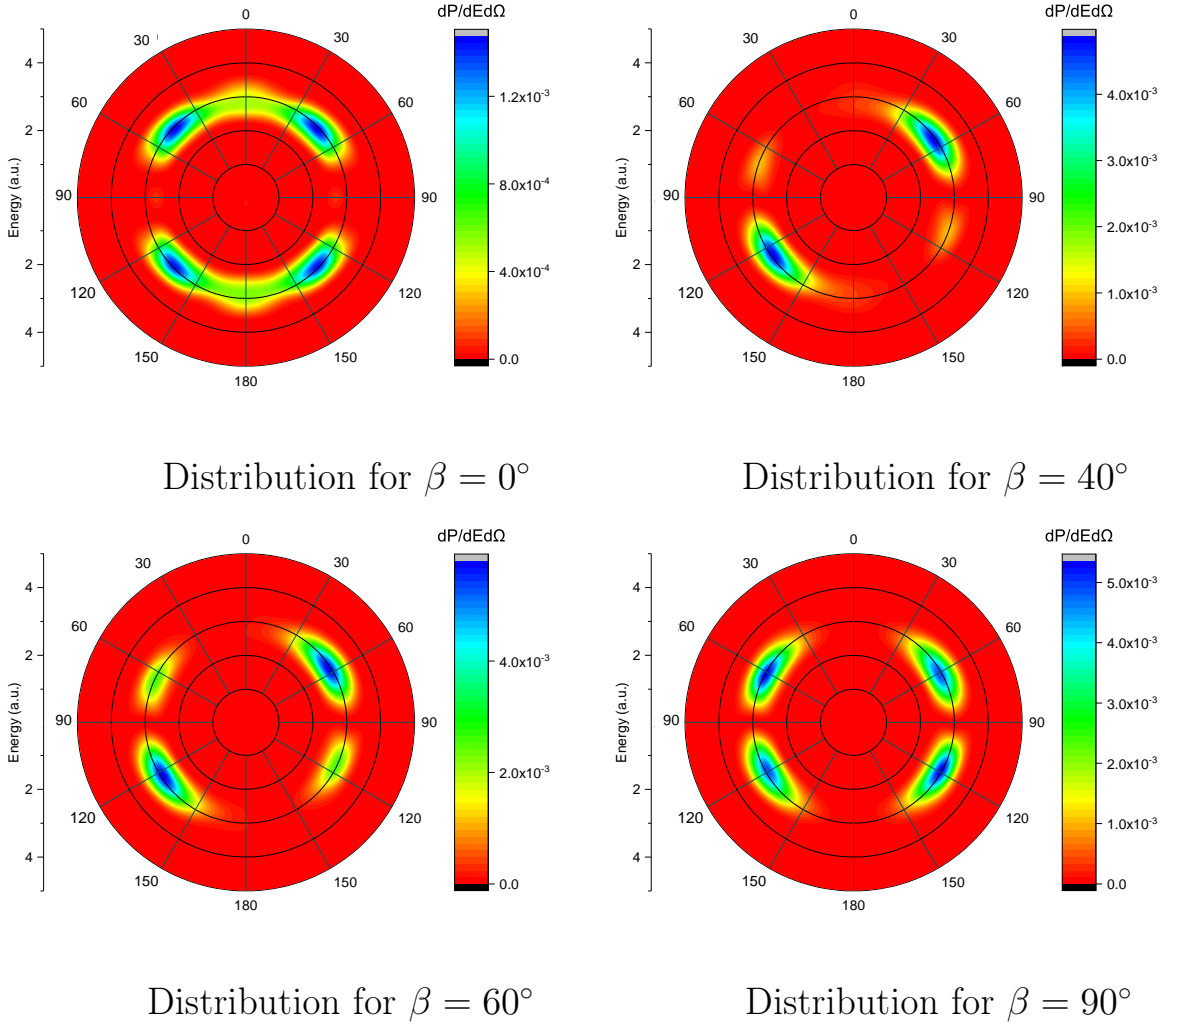 dP/dEdΩ
dP/dEdΩ
0
0
30
30
30
30
4
4
1.2x10⁻³
4.0x10⁻³
60
60
60
60
2
2
3.0x10⁻³
8.0x10⁻⁴
90
90
90
90
Energy (a.u.)
Energy (a.u.)
2.0x10⁻³
2
2
4.0x10⁻⁴
120
120
120
120
1.0x10⁻³
4
4
150
150
150
150
0.0
0.0
180
180
Distribution for β = 0°
Distribution for β = 40°
dP/dEdΩ
dP/dEdΩ
0
0
30
30
30
30
4
4
5.0x10⁻³
60
60
60
60
2
2
4.0x10⁻³
4.0x10⁻³
90
90
90
90
Energy (a.u.)
Energy (a.u.)
3.0x10⁻³
2.0x10⁻³
2
2
2.0x10⁻³
120
120
120
120
1.0x10⁻³
4
4
150
150
150
150
0.0
0.0
180
180
Distribution for β = 60°
Distribution for β = 90°